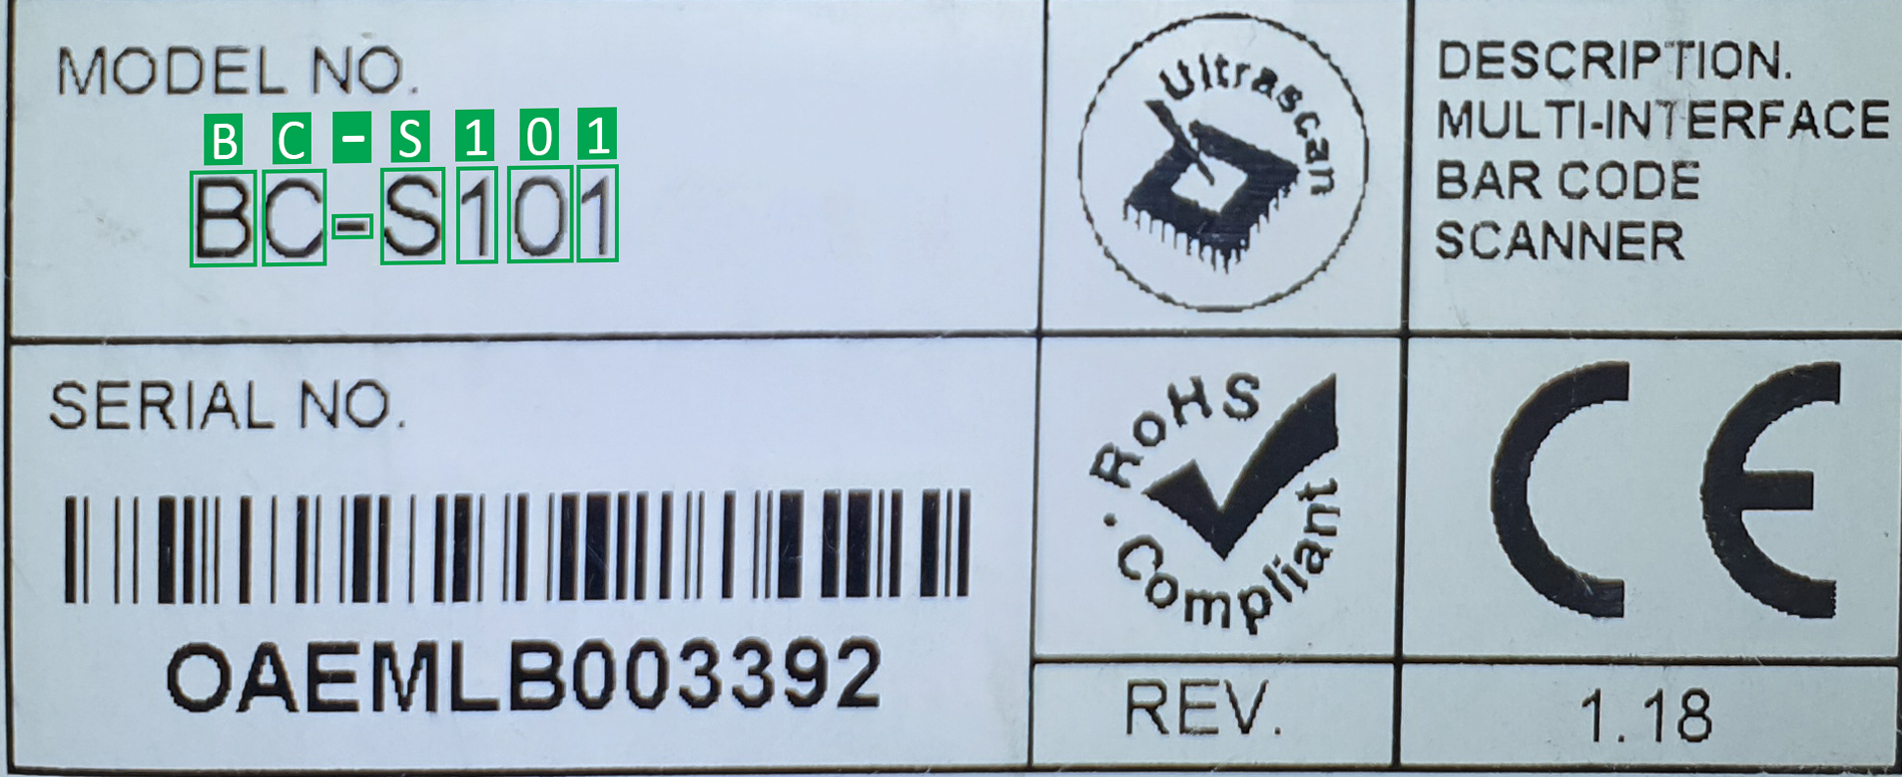 MODEL NO.
B C - S 1 0 1
BC-S101
Ultrascan
DESCRIPTION.
MULTI-INTERFACE
BAR CODE
SCANNER
SERIAL NO.
OAEMLB003392
RoHS
Compliant
CE
REV.
1.18